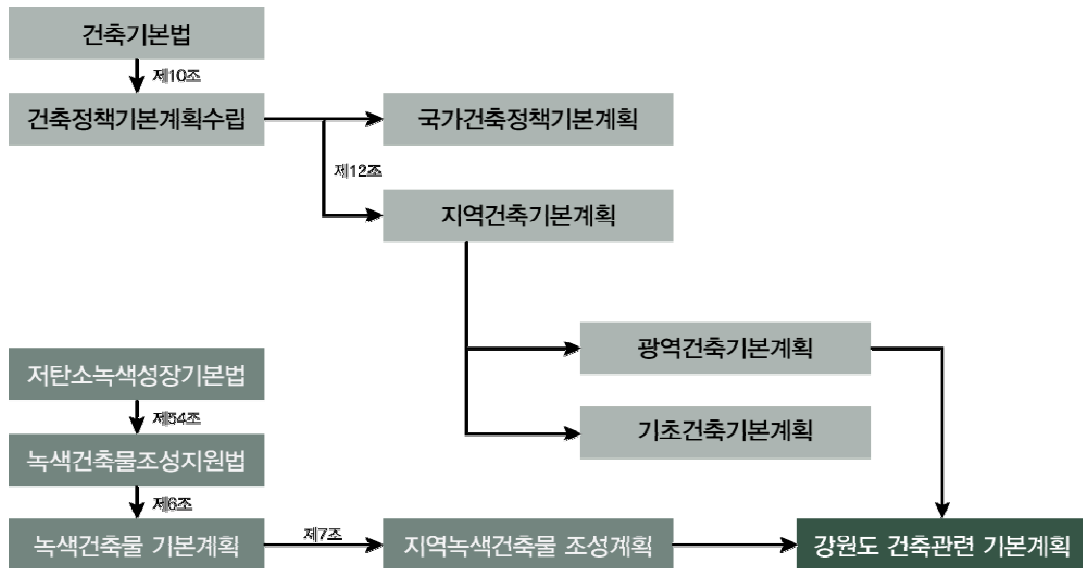 건축기본법
제10조
건축정책기본계획수립
국가건축정책기본계획
제12조
지역건축기본계획
광역건축기본계획
저탄소녹색성장기본법
제54조
기초건축기본계획
녹색건축물조성지원법
제6조
녹색건축물 기본계획
제7조
지역녹색건축물 조성계획
강원도 건축관련 기본계획